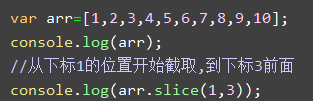 var arr=[1,2,3,4,5,6,7,8,9,10];
console.log(arr);
//从下标1的位置开始截取,到下标3前面
console.log(arr.slice(1,3));